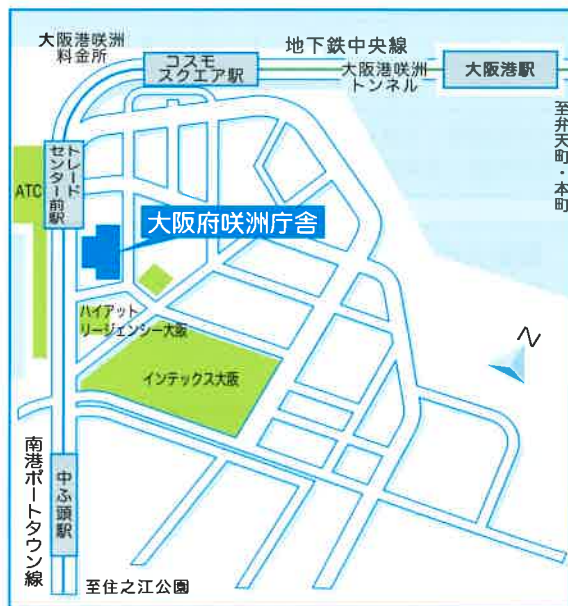 大阪港咲洲
料金所
コスモ
スクエア駅
地下鉄中央線
大阪港咲洲
トンネル
大阪港駅
至弁天町・本町
トレード
センター前駅
ATC
大阪府咲洲庁舎
ハイアット
リージェンシー大阪
インテックス大阪
N
南港ポートタウン線
中ふ頭駅
至住之江公園